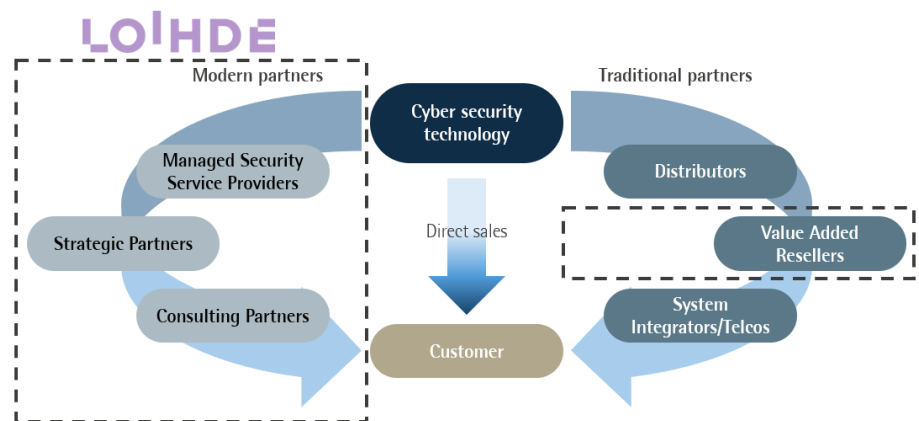 LOIHDE
Modern partners
Traditional partners
Cyber security
technology
Managed Security
Service Providers
Distributors
Strategic Partners
Direct sales
Value Added
Resellers
Consulting Partners
System
Integrators/Telcos
Customer